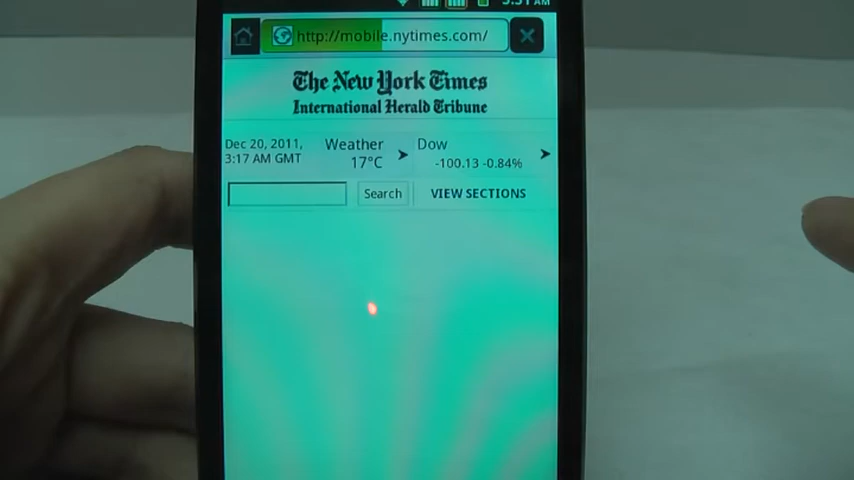 http://mobile.nytimes.com/
The New York Times
International Herald Tribune
Dec 20, 2011,
3:17 AM GMT
Weather
17°C
Dow
-100.13 -0.84%
Search
VIEW SECTIONS